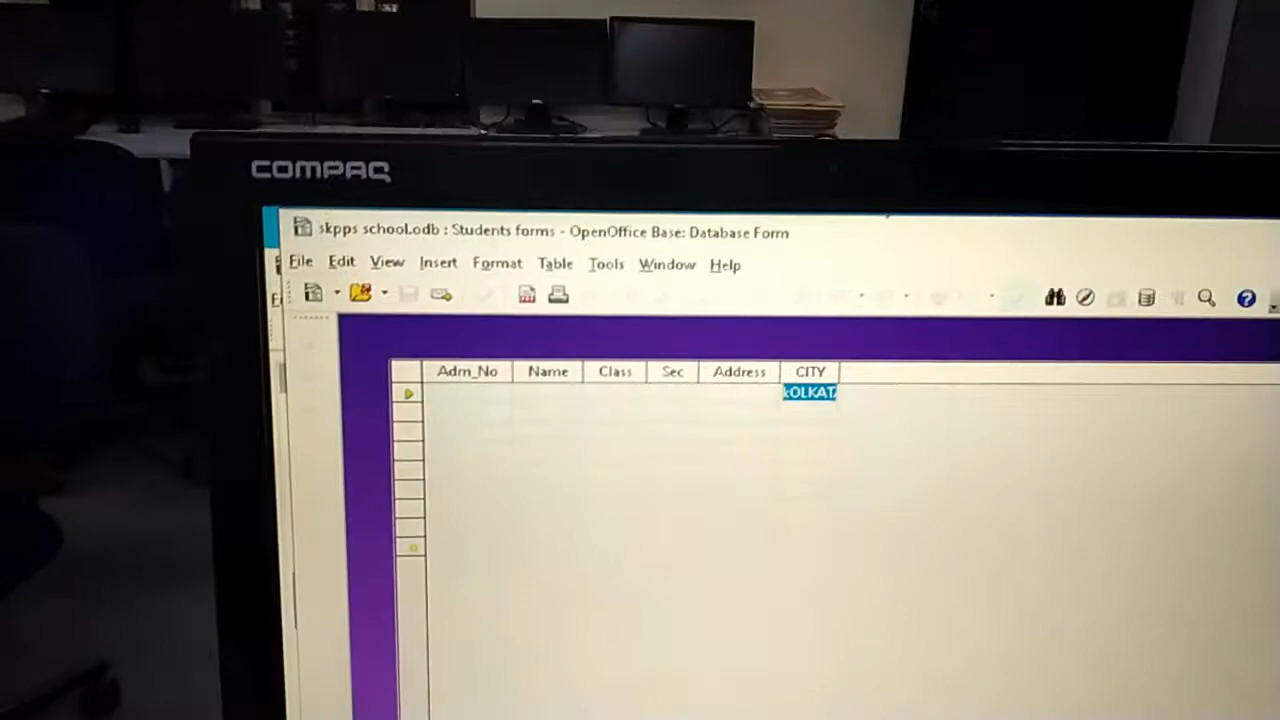 COMPAQ
skpps school.odb : Students forms - OpenOffice Base: Database Form
File Edit View Insert Format Table Tools Window Help
Adm_No Name Class Sec Address CITY
kOLKAT